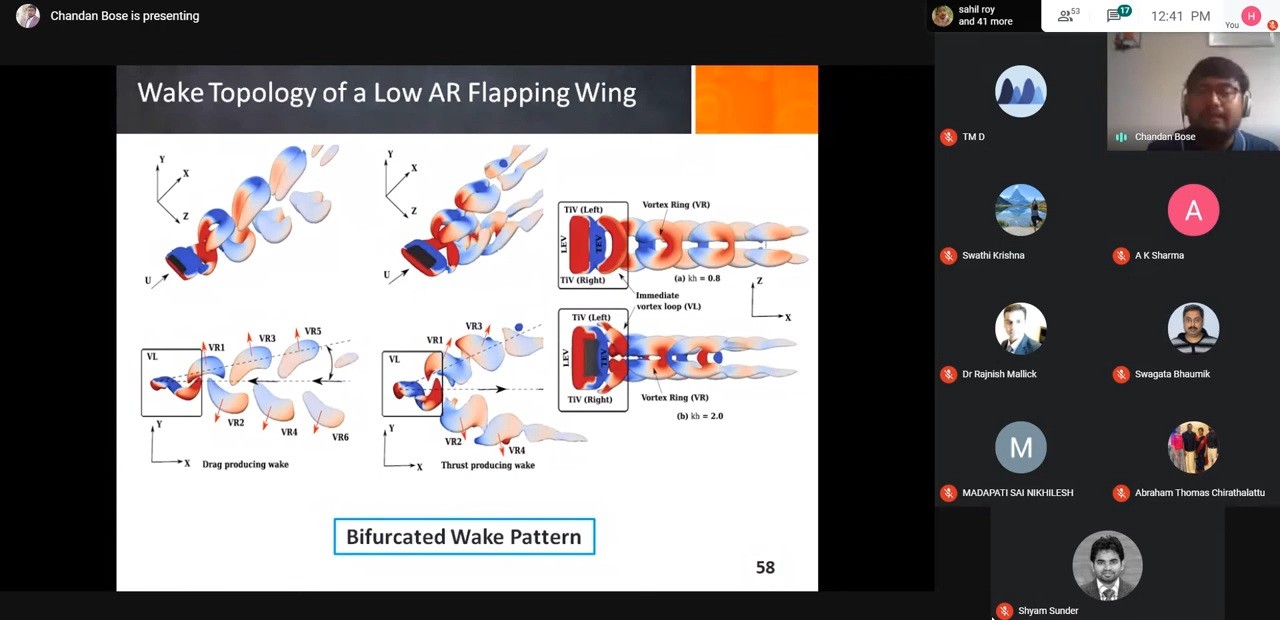 Chandan Bose is presenting
sahil roy
and 41 more
53
17
12:41 PM
You
H
Wake Topology of a Low AR Flapping Wing
Y
X
Z
U
Y
X
Z
U
TiV (Left)
LEV
TEV
TiV (Right)
Vortex Ring (VR)
(a) kh = 0.8
Immediate
vortex loop (VL)
Z
X
TiV (Left)
LEV
TEV
TiV (Right)
Vortex Ring (VR)
(b) kh = 2.0
VL
VR1
VR3
VR5
VR2
VR4
VR6
Y
X
Drag producing wake
VL
VR1
VR3
VR2
VR4
Y
X
Thrust producing wake
Bifurcated Wake Pattern
58
TM D
Chandan Bose
Swathi Krishna
A
A K Sharma
Dr Rajnish Mallick
Swagata Bhaumik
M
MADAPATI SAI NIKHILESH
Abraham Thomas Chirathalattu
Shyam Sunder